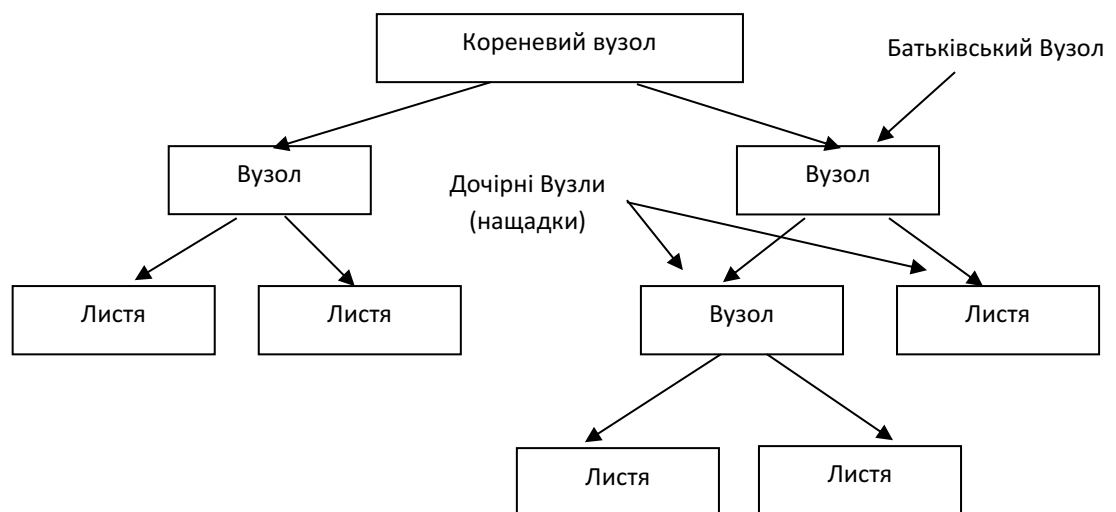 Кореневий вузол
Батьківський Вузол
Вузол
Вузол
Дочірні Вузли
(нащадки)
Листя
Листя
Вузол
Листя
Листя
Листя